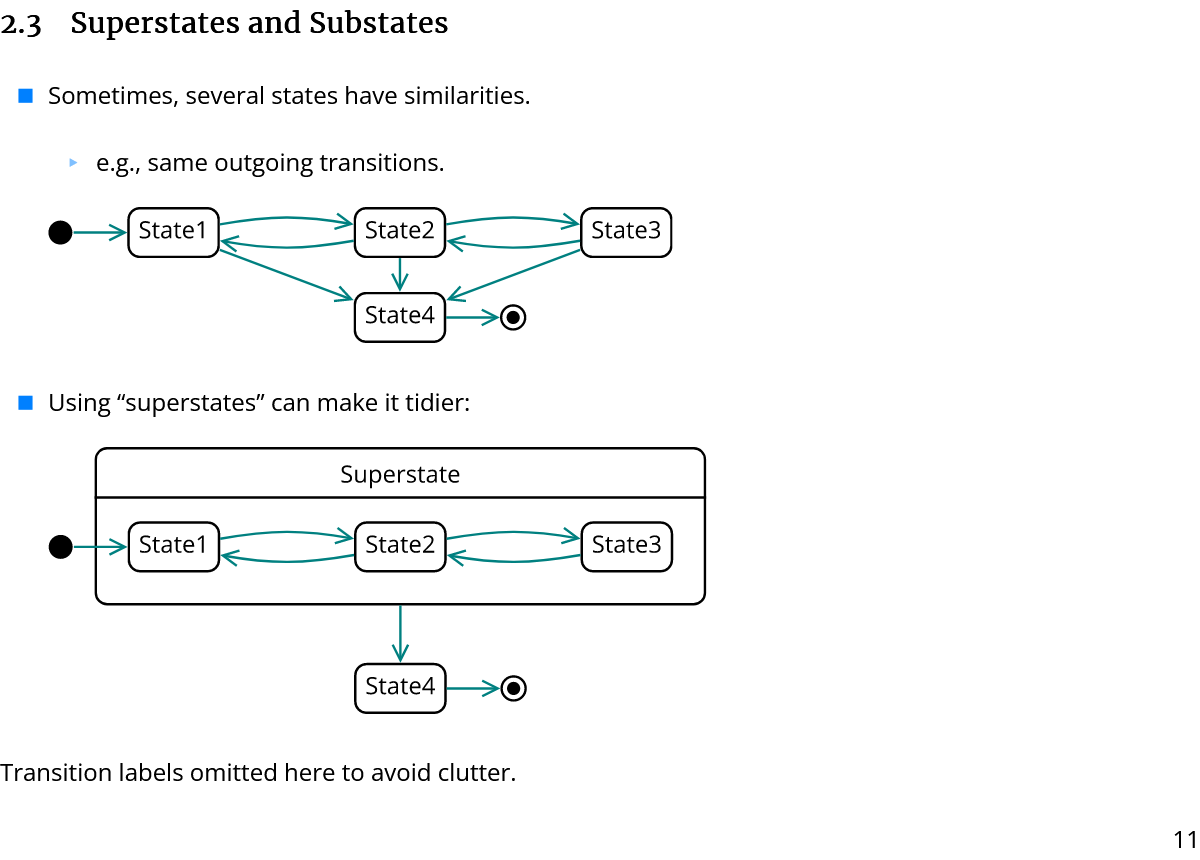 2.3 Superstates and Substates
■ Sometimes, several states have similarities.
▸ e.g., same outgoing transitions.
State1 State2 State3
State4
■ Using “superstates” can make it tidier:
Superstate
State1 State2 State3
State4
Transition labels omitted here to avoid clutter.
11